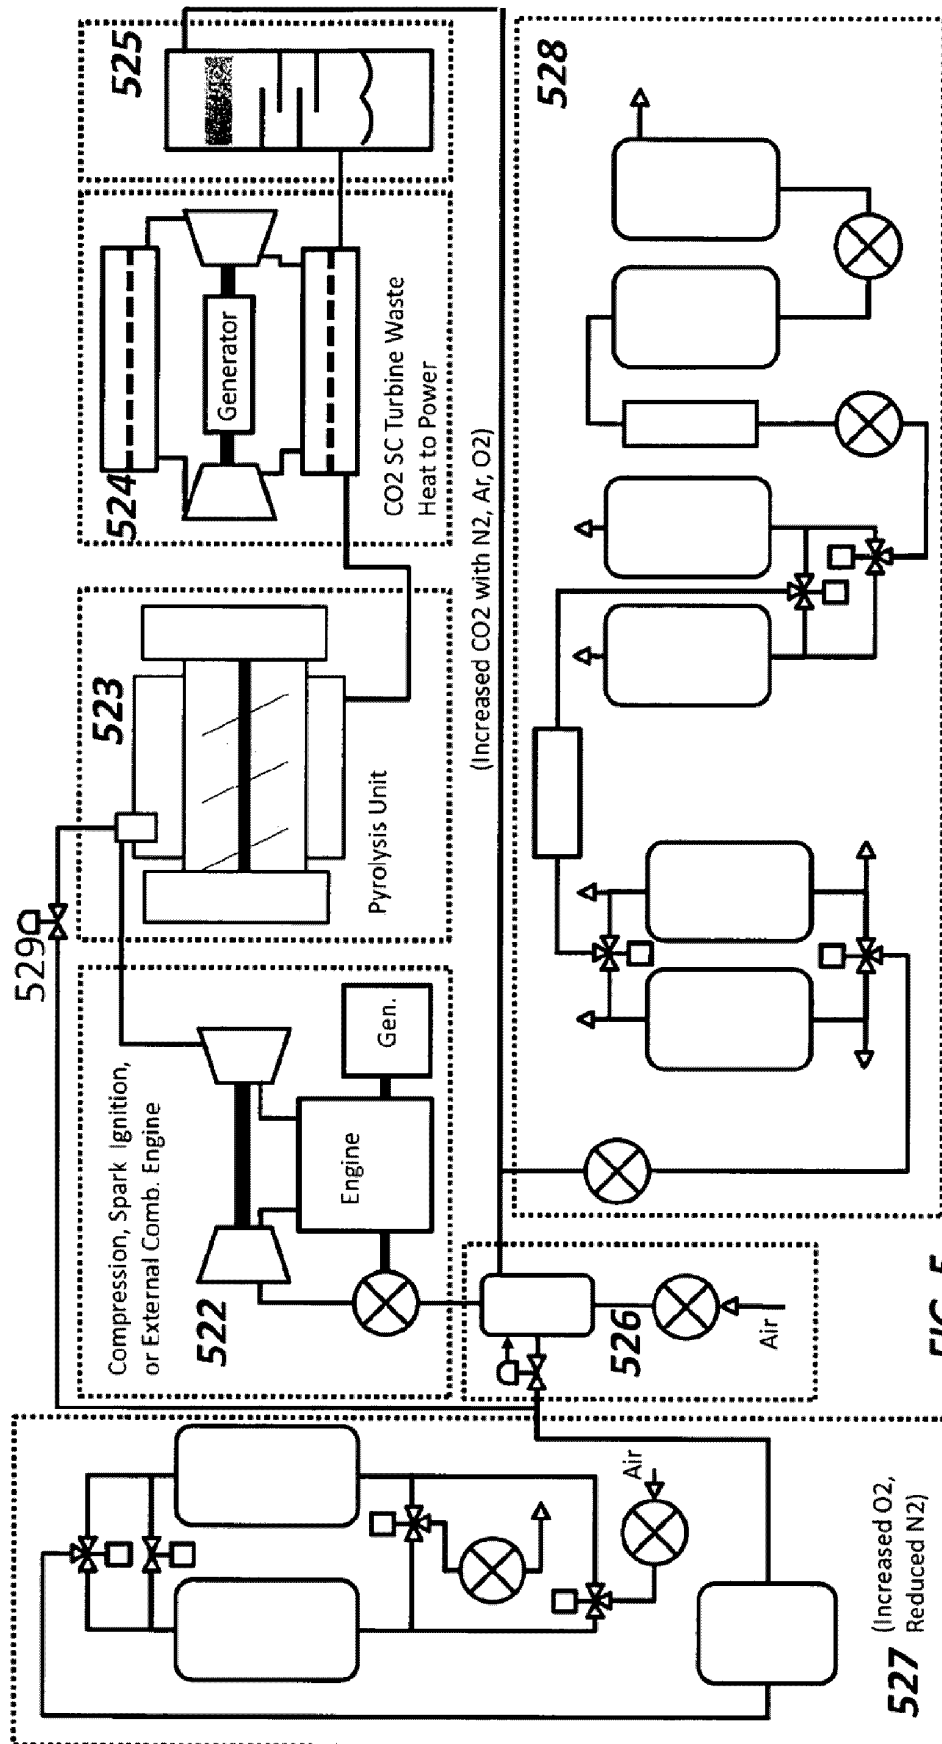 529
Compression, Spark Ignition,
or External Comb. Engine
522
Engine
Gen.
523
Pyrolysis Unit
524
Generator
CO2 SC Turbine Waste
Heat to Power
525
(Increased CO2 with N2, Ar, O2)
526
Air
Air
527
(Increased O2,
Reduced N2)
528